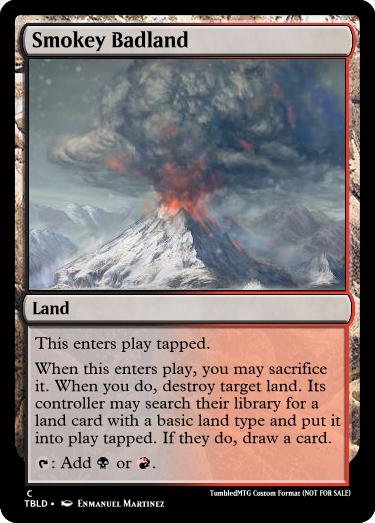 Smokey Badland
Land
This enters play tapped.
When this enters play, you may sacrifice
it. When you do, destroy target land. Its
controller may search their library for a
land card with a basic land type and put it
into play tapped. If they do, draw a card.
: Add or .
C
TBLD • Enmanuel Martinez
TumbledMTG Custom Format (NOT FOR SALE)